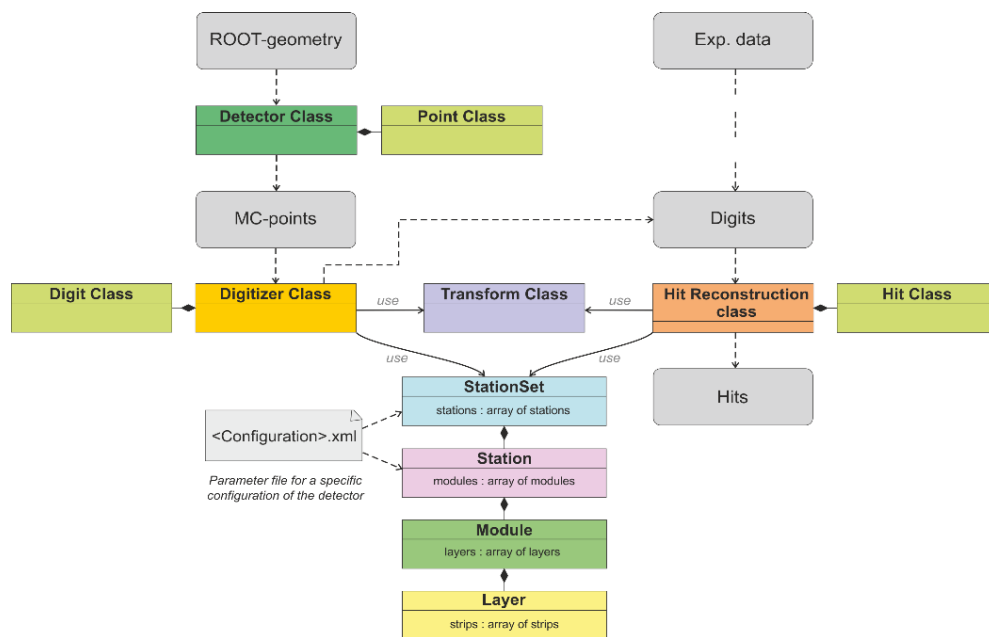 ROOT-geometry
Exp. data
Detector Class
Point Class
MC-points
Digits
Digit Class
Digitizer Class
use
Transform Class
use
Hit Reconstruction
class
Hit Class
use
use
StationSet
stations : array of stations
Hits
<Configuration>.xml
Station
modules : array of modules
Parameter file for a specific
configuration of the detector
Module
layers : array of layers
Layer
strips : array of strips